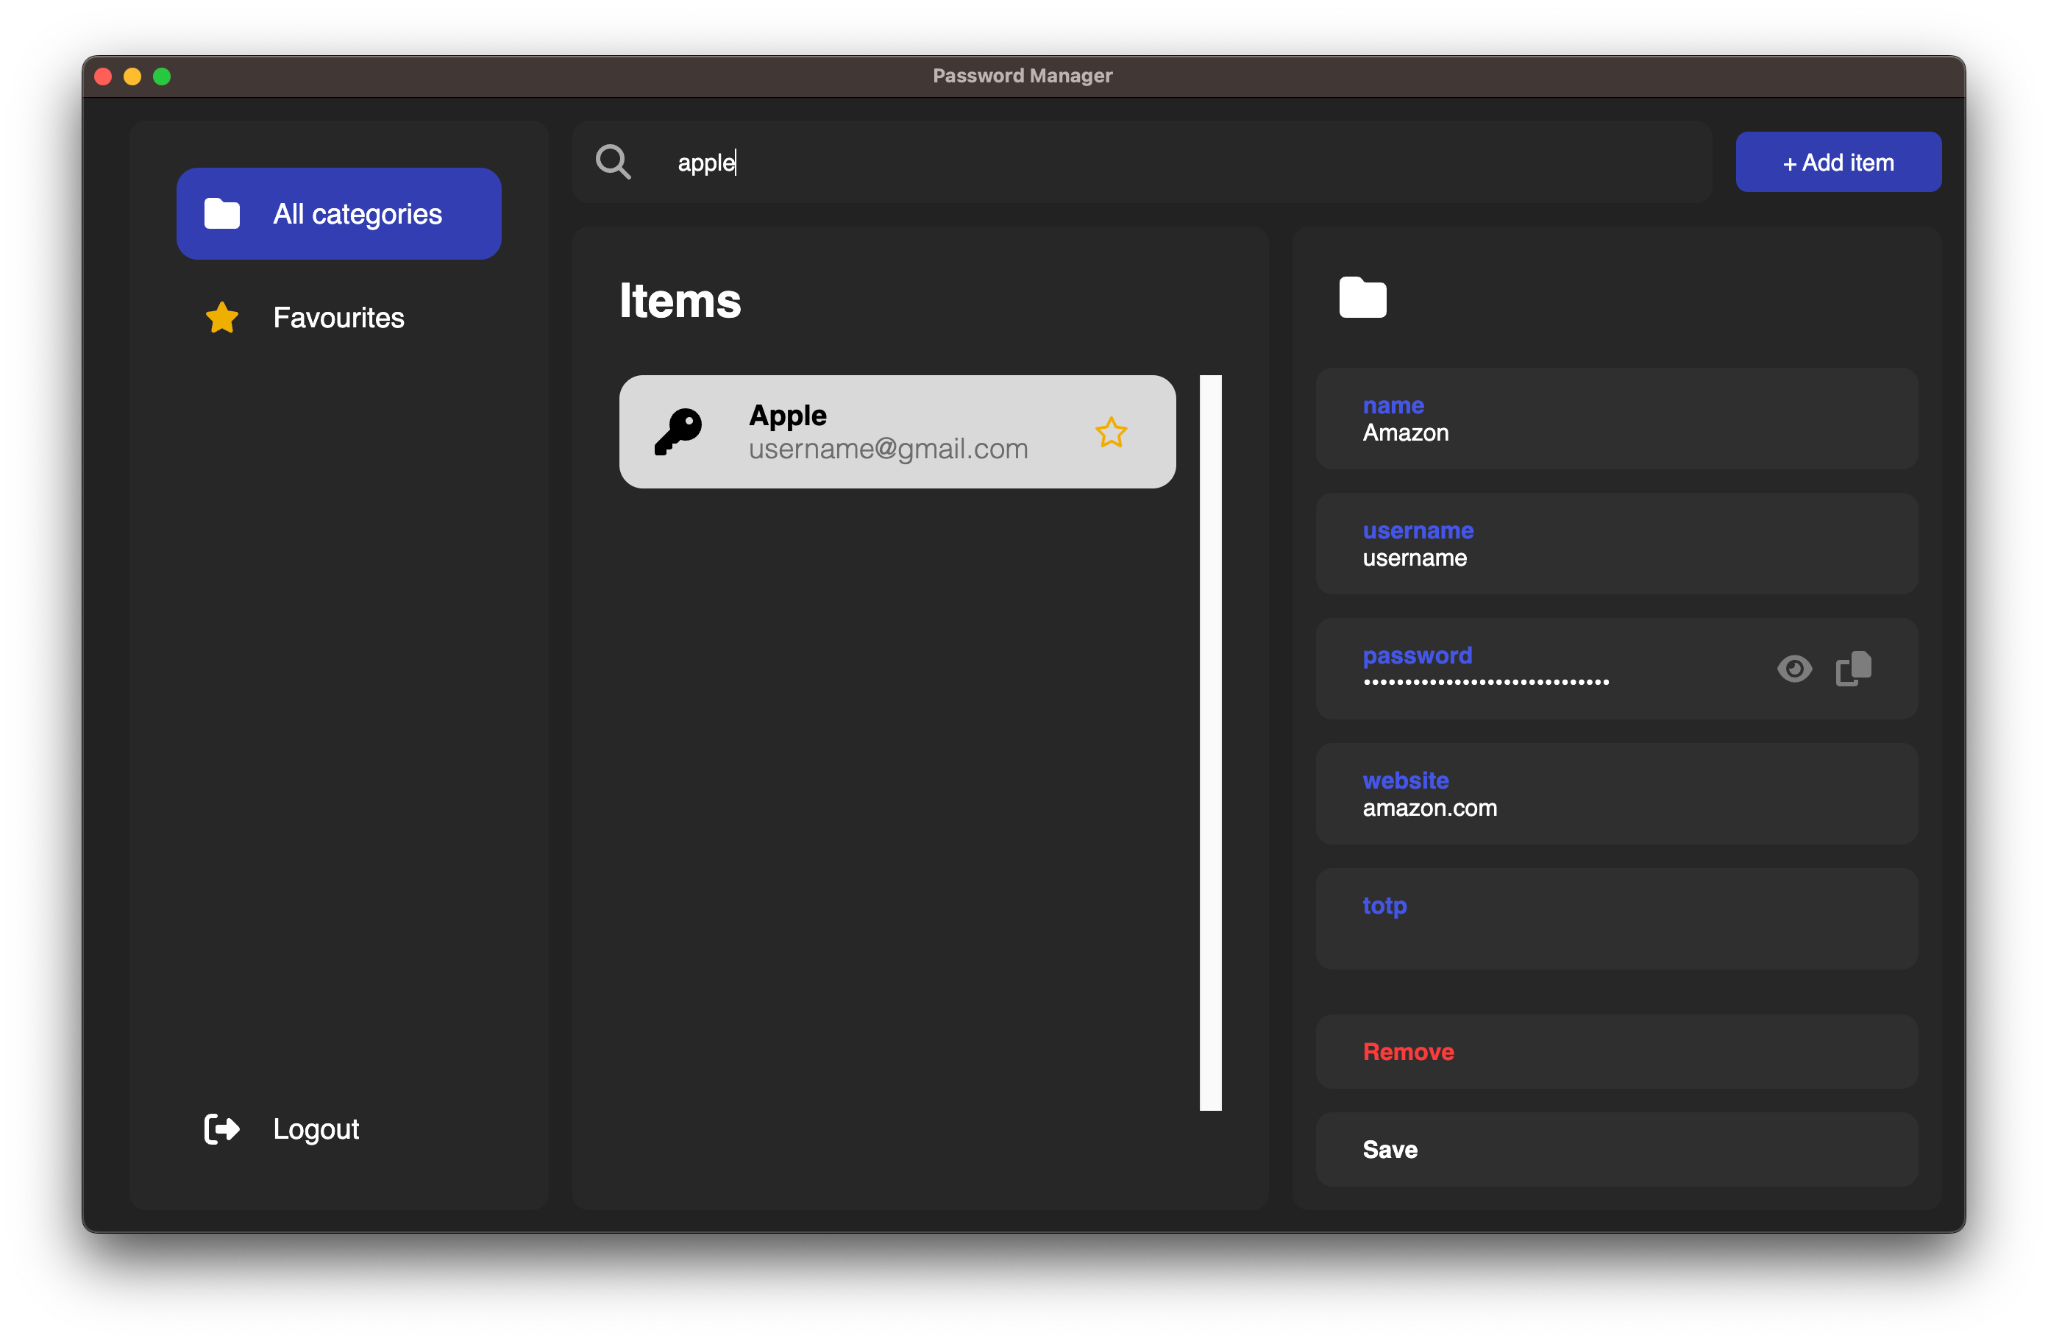 Password Manager
All categories
Favourites
Logout
apple
+ Add item
Items
Apple
username@gmail.com
name
Amazon
username
username
password
••••••••••••••••••••••••••••••
website
amazon.com
totp
Remove
Save